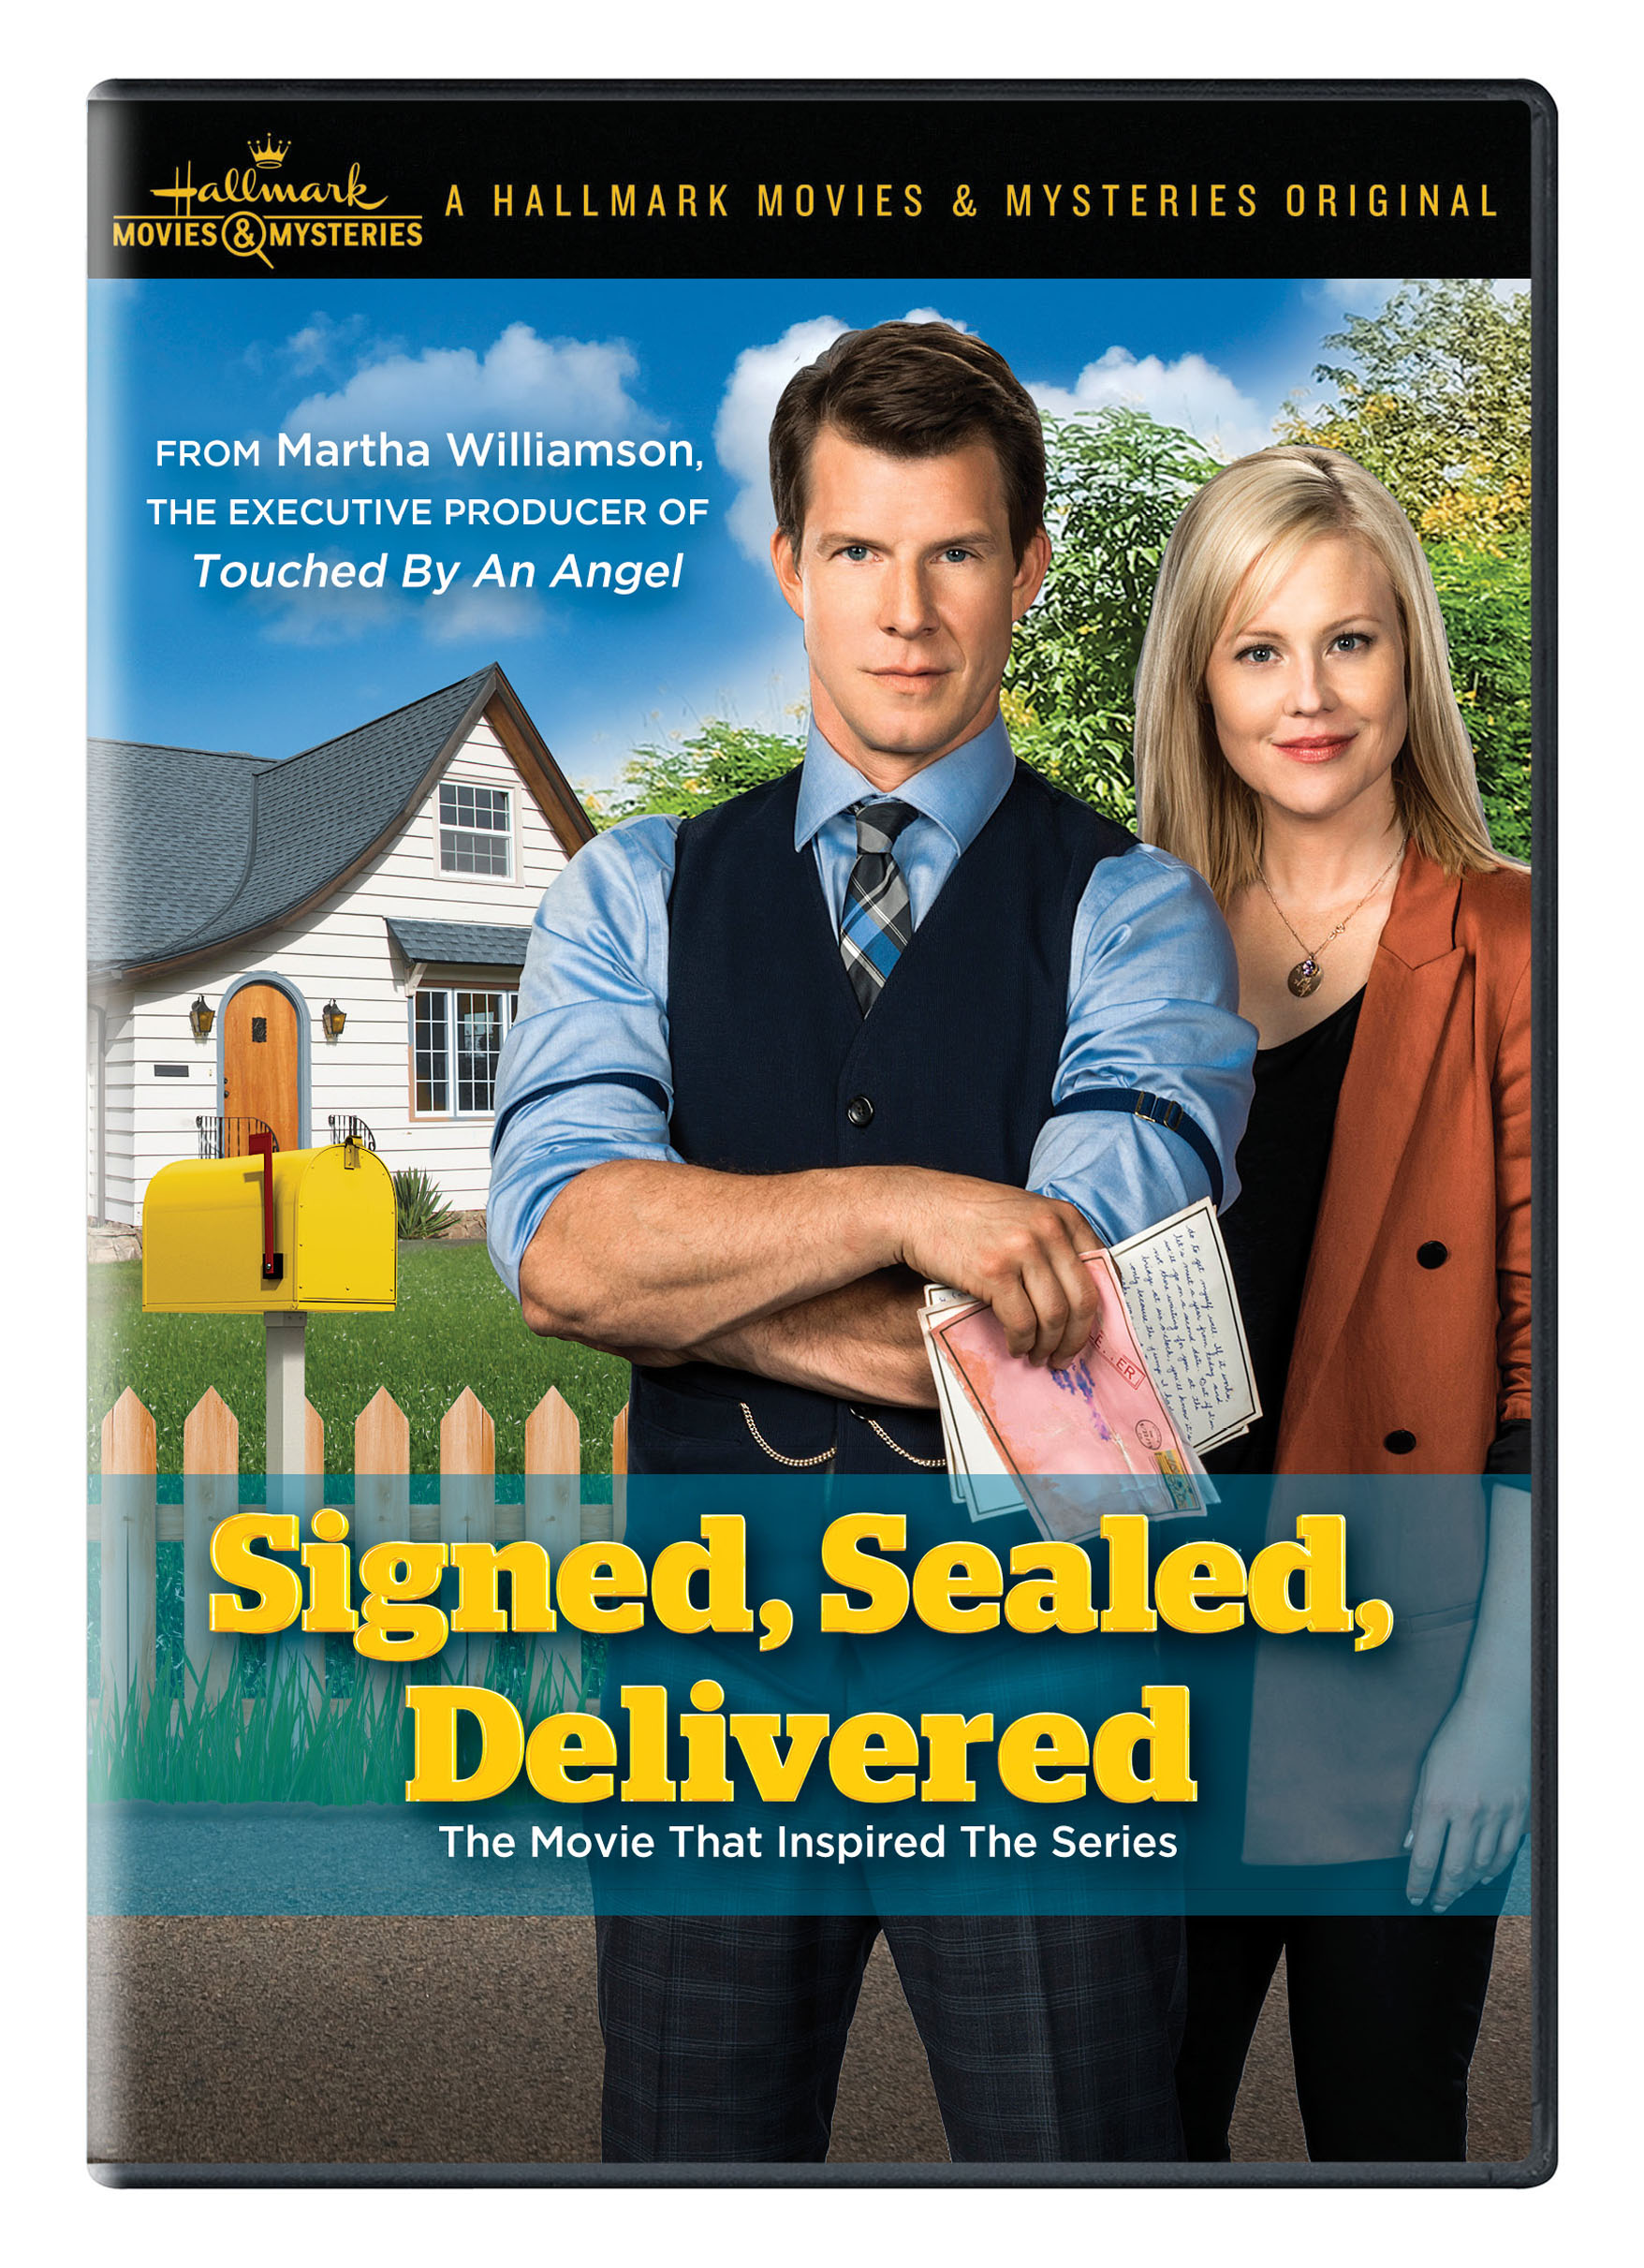 Hallmark
MOVIES & MYSTERIES
A HALLMARK MOVIES & MYSTERIES ORIGINAL
FROM Martha Williamson,
THE EXECUTIVE PRODUCER OF
Touched By An Angel
Signed, Sealed,
Delivered
The Movie That Inspired The Series